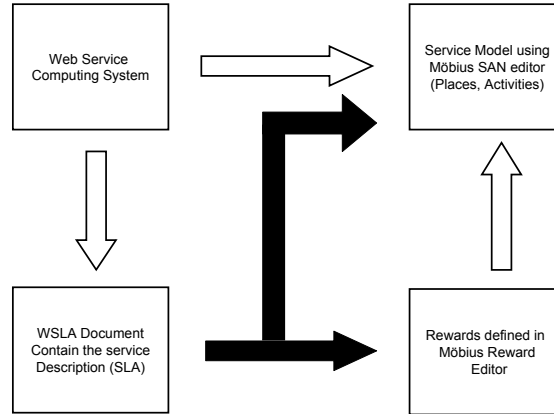 Web Service
Computing System
Service Model using
Möbius SAN editor
(Places, Activities)
WSLA Document
Contain the service
Description (SLA)
Rewards defined in
Möbius Reward
Editor